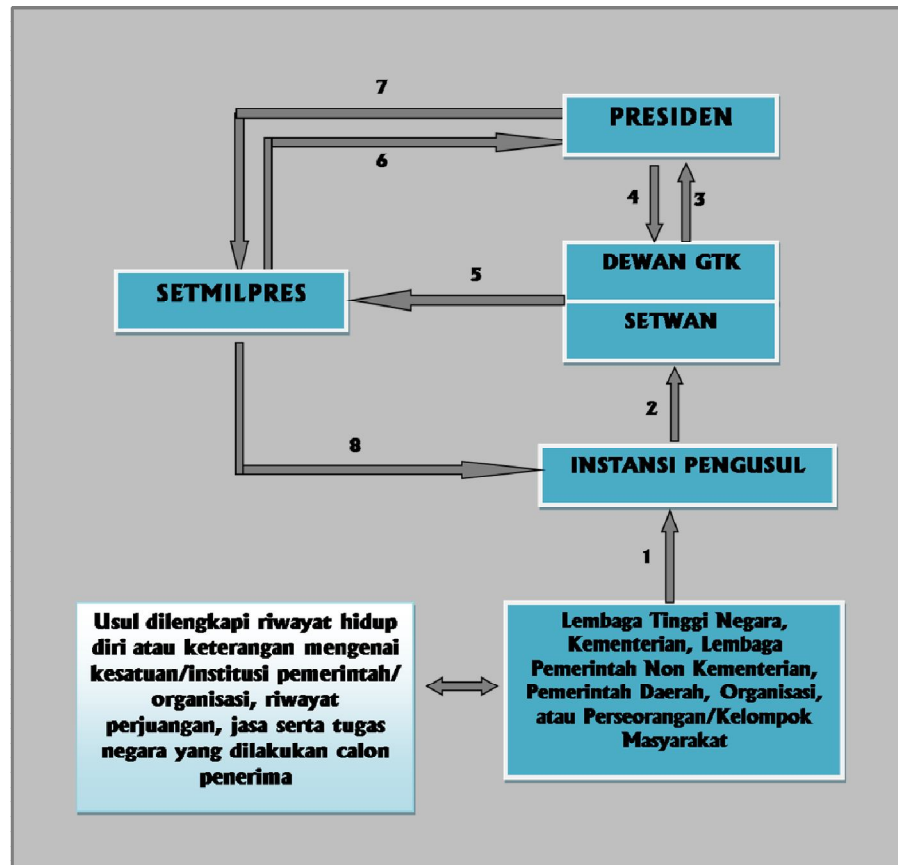 7
PRESIDEN
6
4
3
DEWAN GTK
5
SETMILPRES
SETWAN
2
8
INSTANSI PENGUSUL
1
Usul dilengkapi riwayat hidup
diri atau keterangan mengenai
kesatuan/institusi pemerintah/
organisasi, riwayat
perjuangan, jasa serta tugas
negara yang dilakukan calon
penerima
Lembaga Tinggi Negara,
Kementerian, Lembaga
Pemerintah Non Kementerian,
Pemerintah Daerah, Organisasi,
atau Perseorangan/Kelompok
Masyarakat